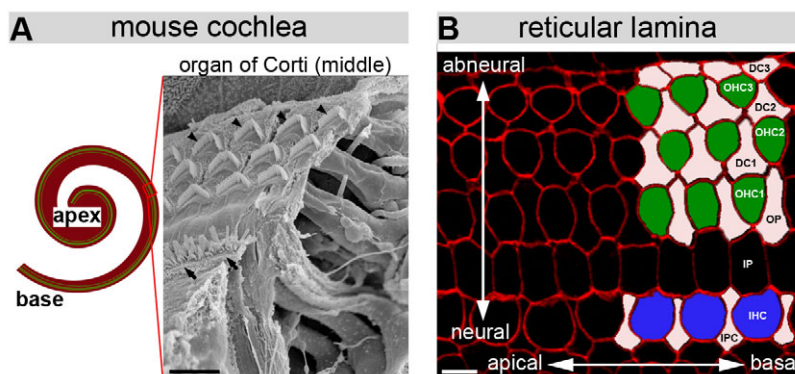 A mouse cochlea
organ of Corti (middle)
apex
base
B reticular lamina
abneural
DC3
OHC3
DC2
OHC2
DC1
OHC1
OP
IP
IHC
IPC
neural
apical
basal